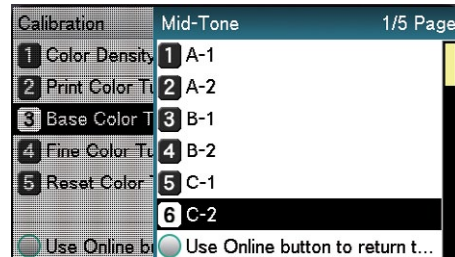 Calibration
1 Color Density
2 Print Color
3 Base Color
4 Fine Color
5 Reset Color
Use Online
Mid-Tone 1/5 Page
1 A-1
2 A-2
3 B-1
4 B-2
5 C-1
6 C-2
Use Online button to return t...